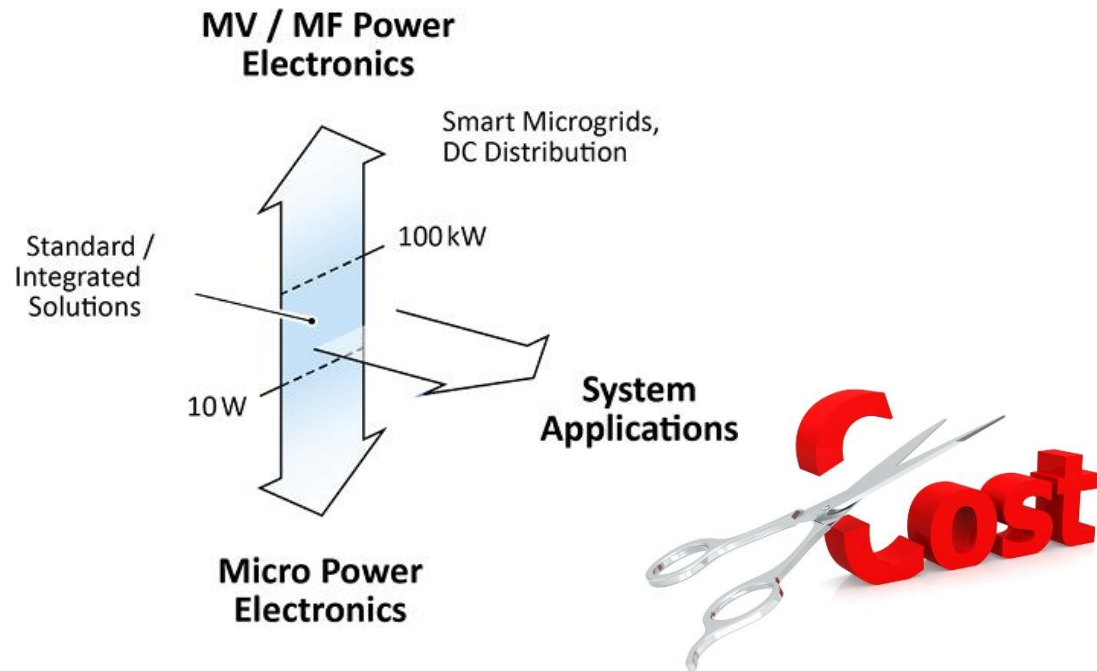 MV / MF Power
Electronics
Smart Microgrids,
DC Distribution
100 kW
Standard /
Integrated
Solutions
10 W
System
Applications
Cost
Micro Power
Electronics